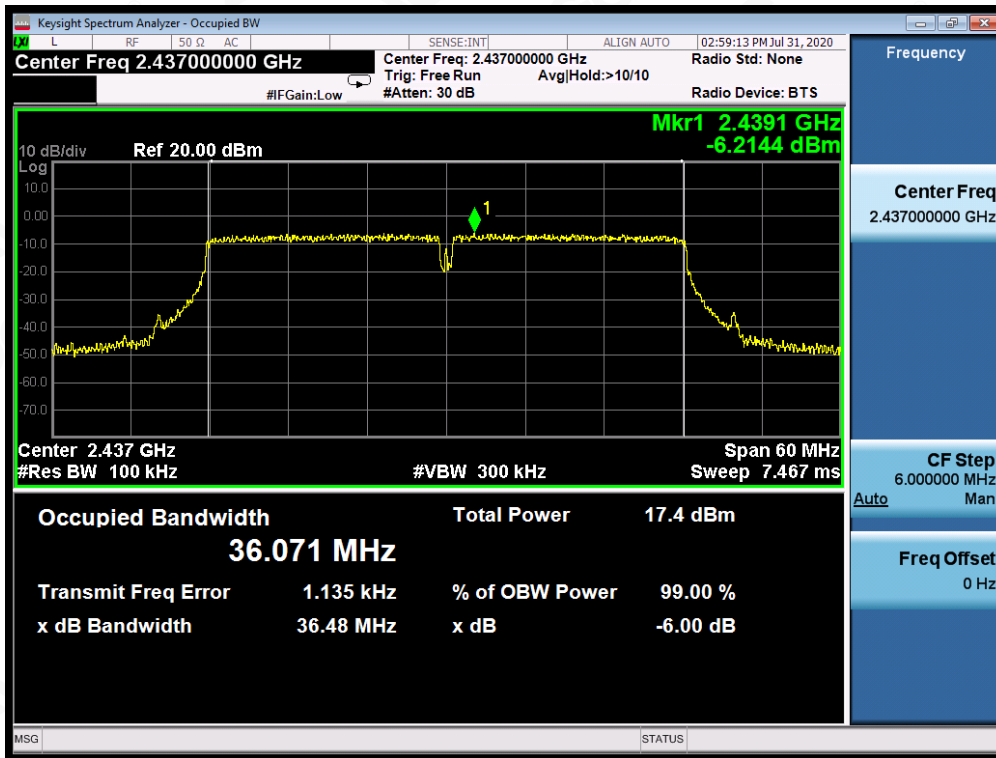 Keysight Spectrum Analyzer - Occupied BW
LXI L RF 50 Ω AC SENSE:INT ALIGN AUTO 02:59:13 PM Jul 31, 2020
Center Freq 2.437000000 GHz
#IFGain:Low
Center Freq: 2.437000000 GHz
Trig: Free Run Avg|Hold:>10/10
#Atten: 30 dB
Radio Std: None
Radio Device: BTS
Mkr1 2.4391 GHz
-6.2144 dBm
10 dB/div Ref 20.00 dBm
Log
10.0
0.00
-10.0
-20.0
-30.0
-40.0
-50.0
-60.0
-70.0
1
Center 2.437 GHz Span 60 MHz
#Res BW 100 kHz #VBW 300 kHz Sweep 7.467 ms
Occupied Bandwidth Total Power 17.4 dBm
36.071 MHz
Transmit Freq Error 1.135 kHz % of OBW Power 99.00 %
x dB Bandwidth 36.48 MHz x dB -6.00 dB
MSG STATUS
Frequency
Center Freq
2.437000000 GHz
CF Step
6.000000 MHz
Auto Man
Freq Offset
0 Hz